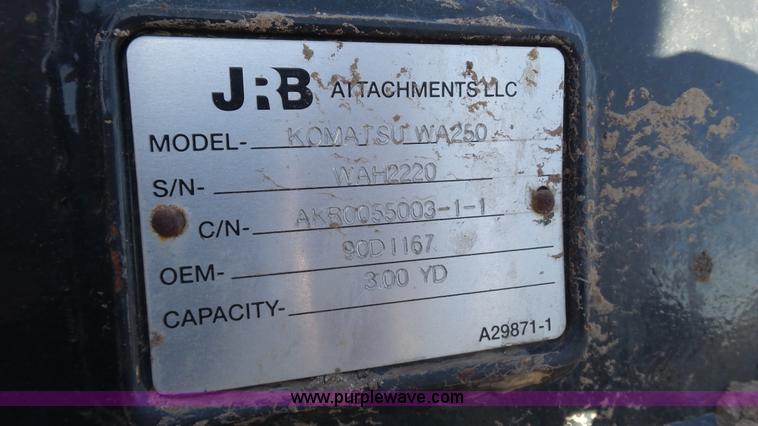 JRB ATTACHMENTS LLC
MODEL- KOMATSU WA250
S/N- WAH2220
C/N- AKR0055003-1-1
OEM- 90D1167
CAPACITY- 3.00 YD
A29871-1
www.purplewave.com